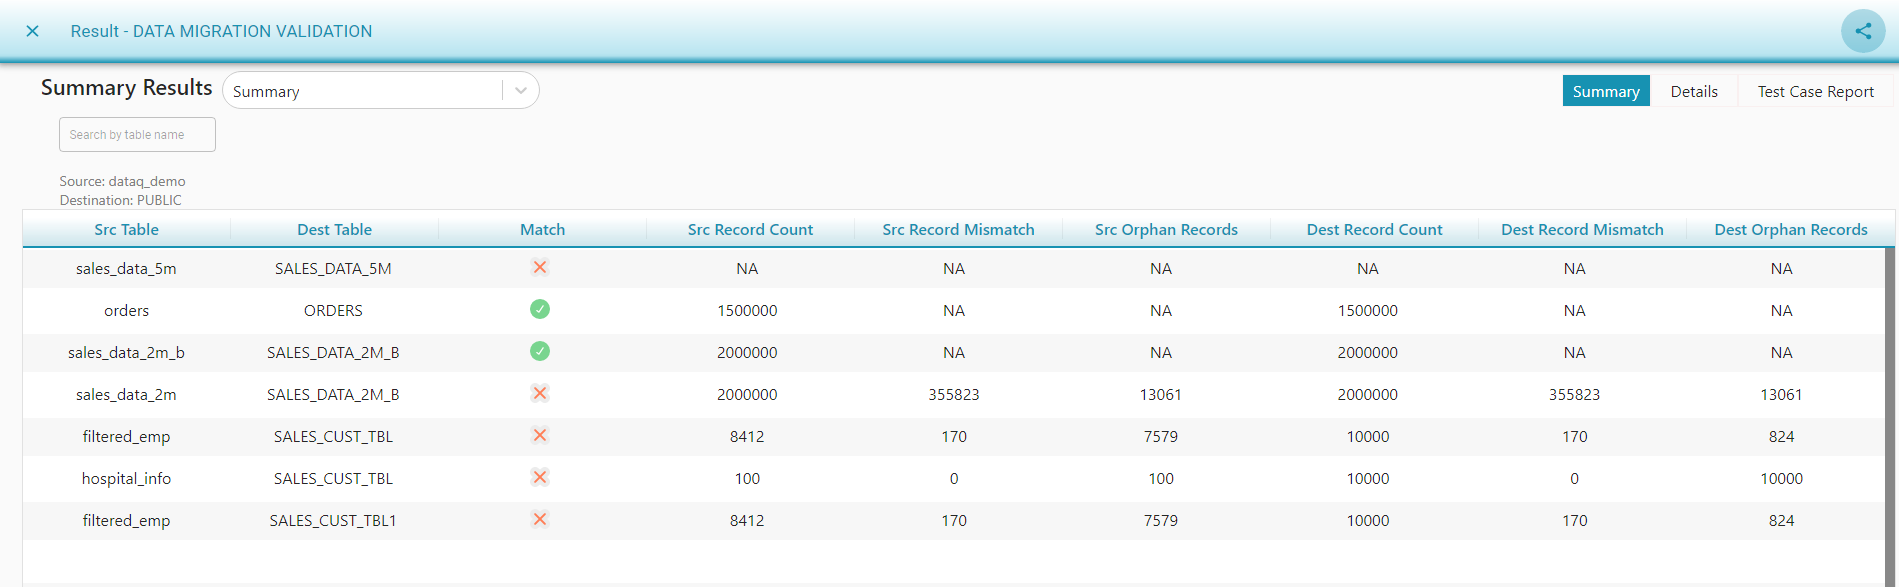 Result - DATA MIGRATION VALIDATION
Summary Results Summary Summary Details Test Case Report
Search by table name
Source: dataq_demo
Destination: PUBLIC
Src Table Dest Table Match Src Record Count Src Record Mismatch Src Orphan Records Dest Record Count Dest Record Mismatch Dest Orphan Records
sales_data_5m SALES_DATA_5M NA NA NA NA NA NA
orders ORDERS 1500000 NA NA 1500000 NA NA
sales_data_2m_b SALES_DATA_2M_B 2000000 NA NA 2000000 NA NA
sales_data_2m SALES_DATA_2M_B 2000000 355823 13061 2000000 355823 13061
filtered_emp SALES_CUST_TBL 8412 170 7579 10000 170 824
hospital_info SALES_CUST_TBL 100 0 100 10000 0 10000
filtered_emp SALES_CUST_TBL1 8412 170 7579 10000 170 824